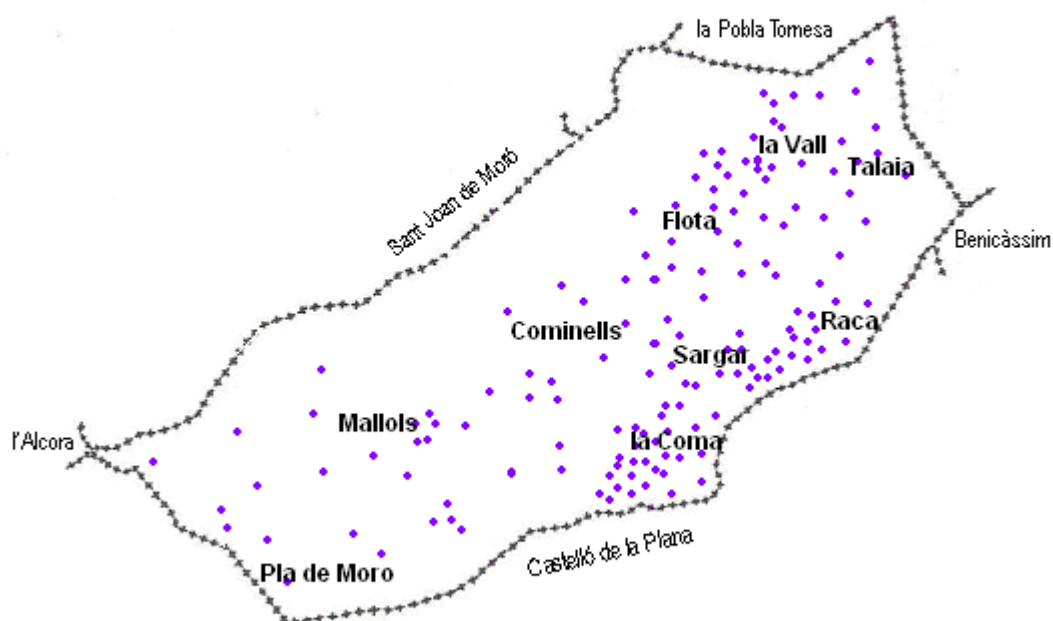 la Pobla Tornesa
la Vall
Talaia
Sant Joan de Moró
Flota
Benicàssim
Cominells
Raca
Sargar
Mallols
la Coma
l'Alcora
Castelló de la Plana
Pla de Moro